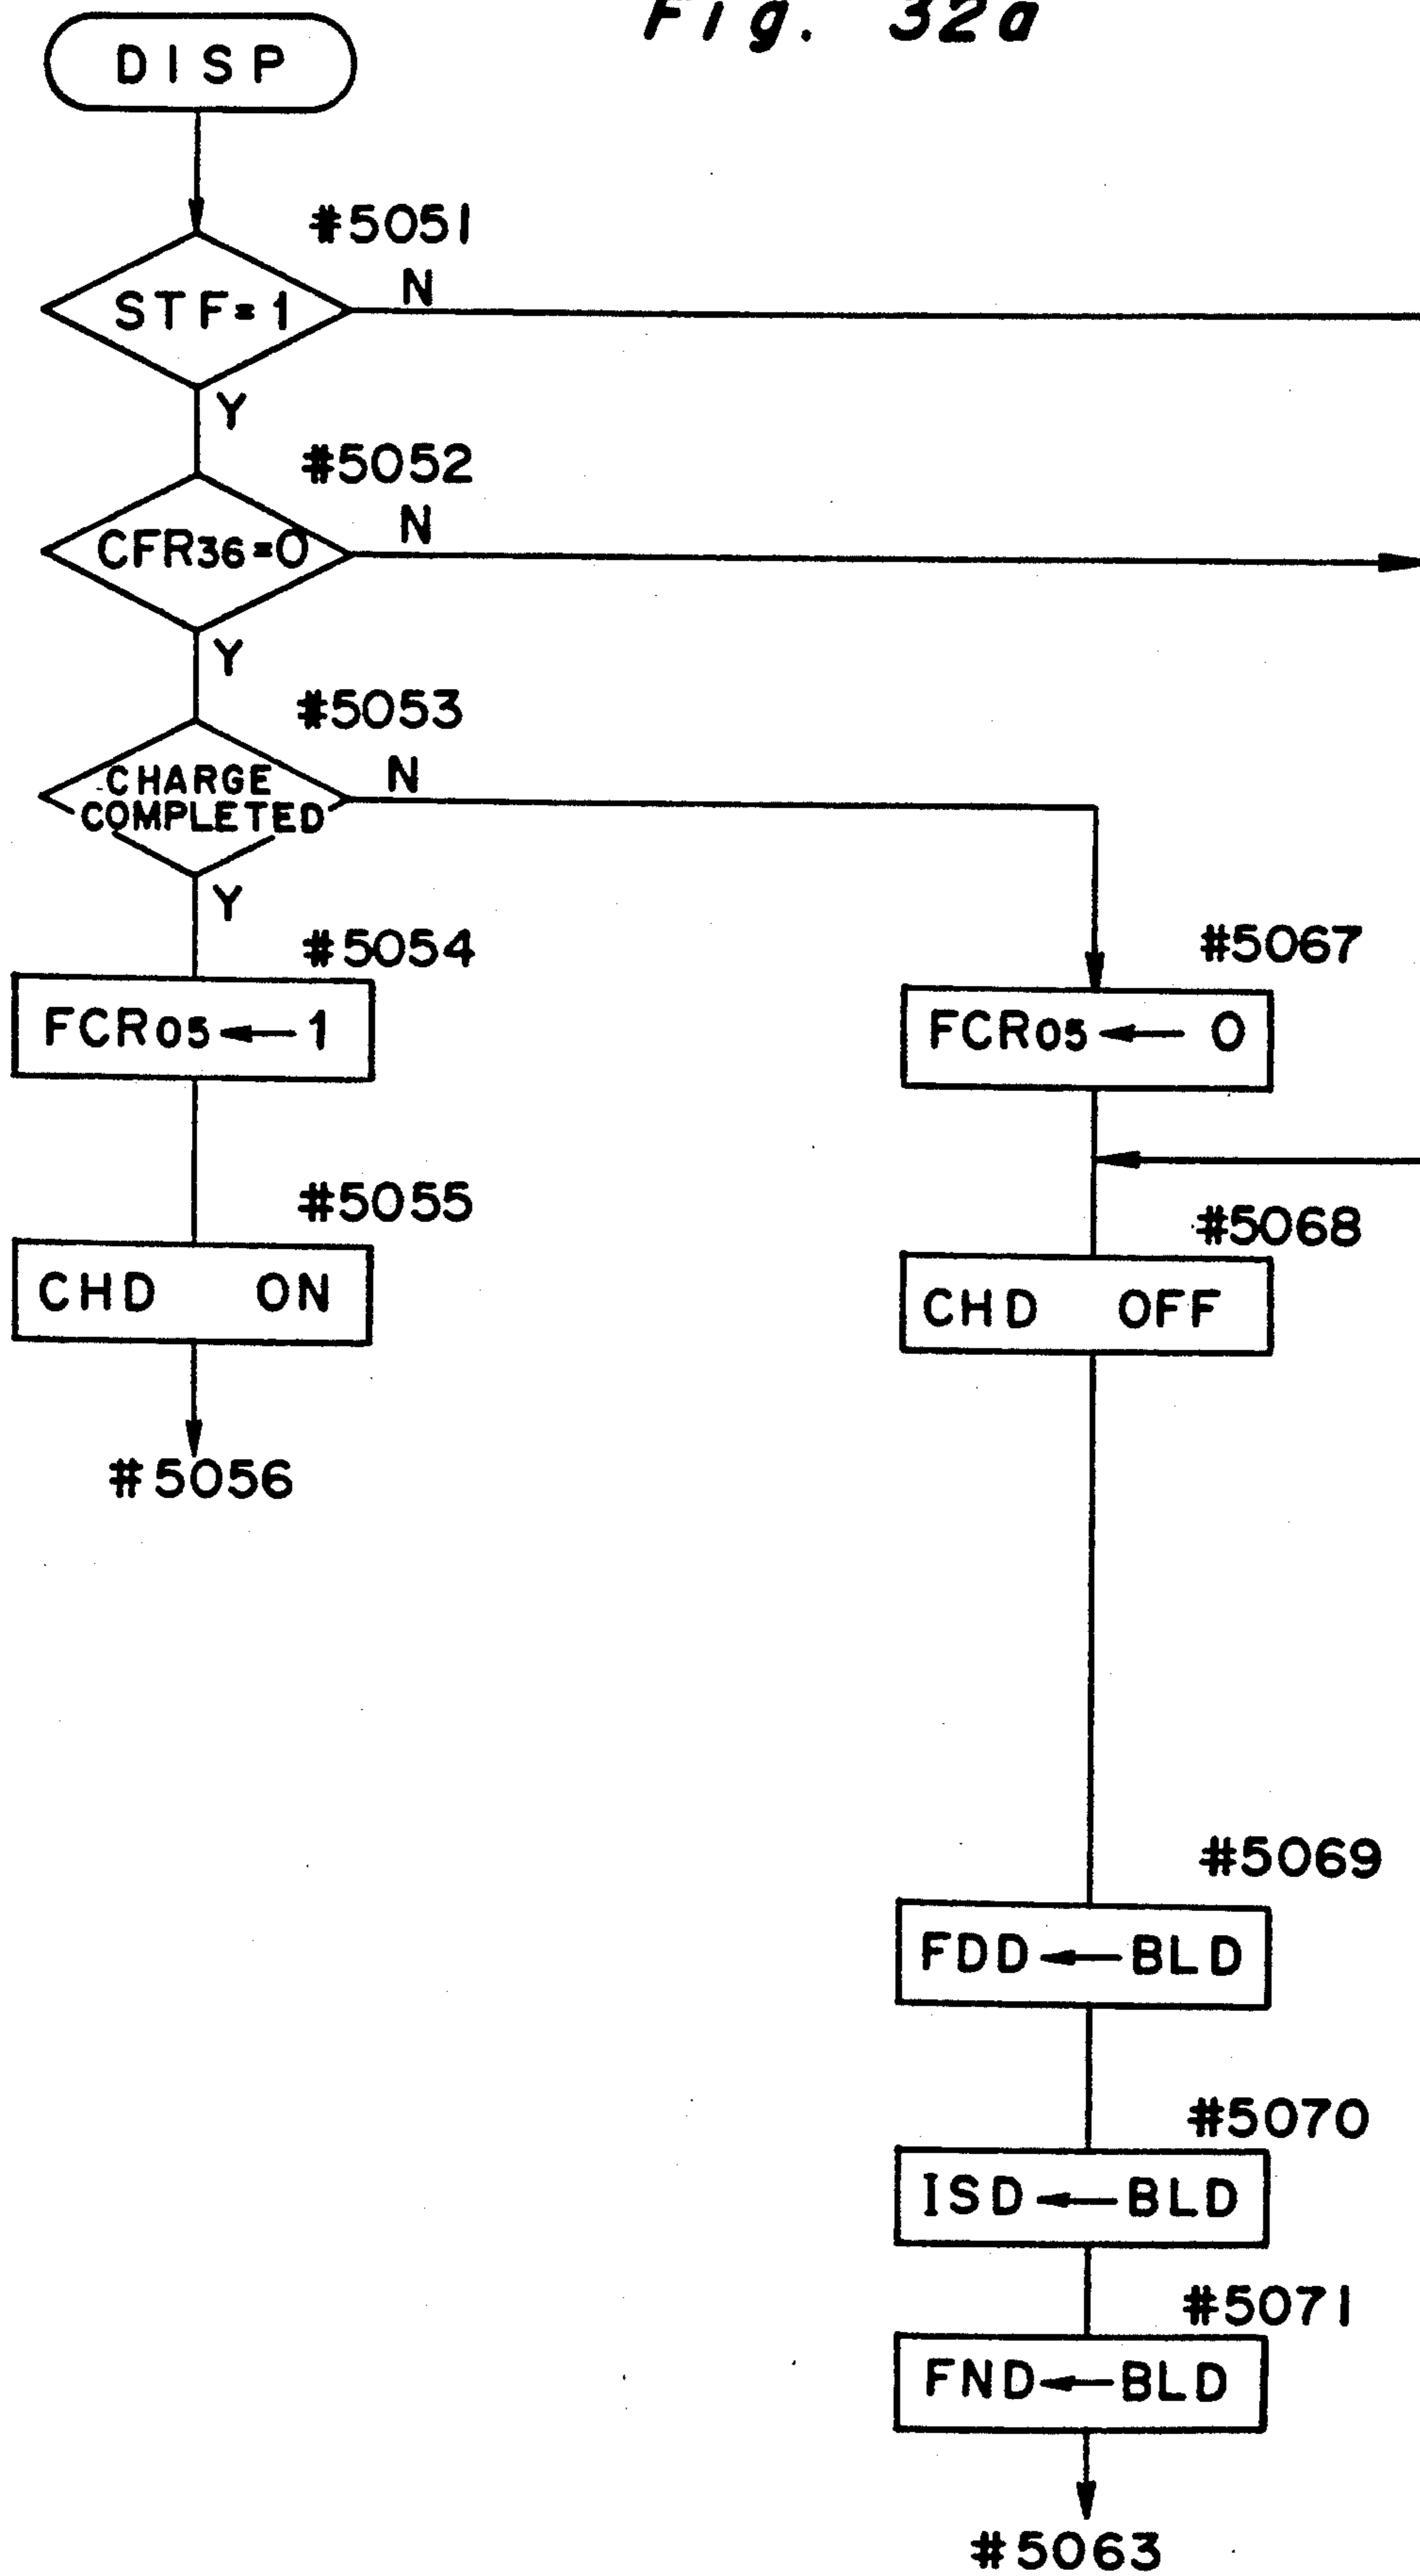 Fig. 32a
DISP
#5051
STF=1
N
Y
#5052
CFR36=0
N
Y
#5053
CHARGE
COMPLETED
N
Y
#5054
FCR05←1
#5055
CHD ON
#5056
#5067
FCR05←0
#5068
CHD OFF
#5069
FDD←BLD
#5070
ISD←BLD
#5071
FND←BLD
#5063